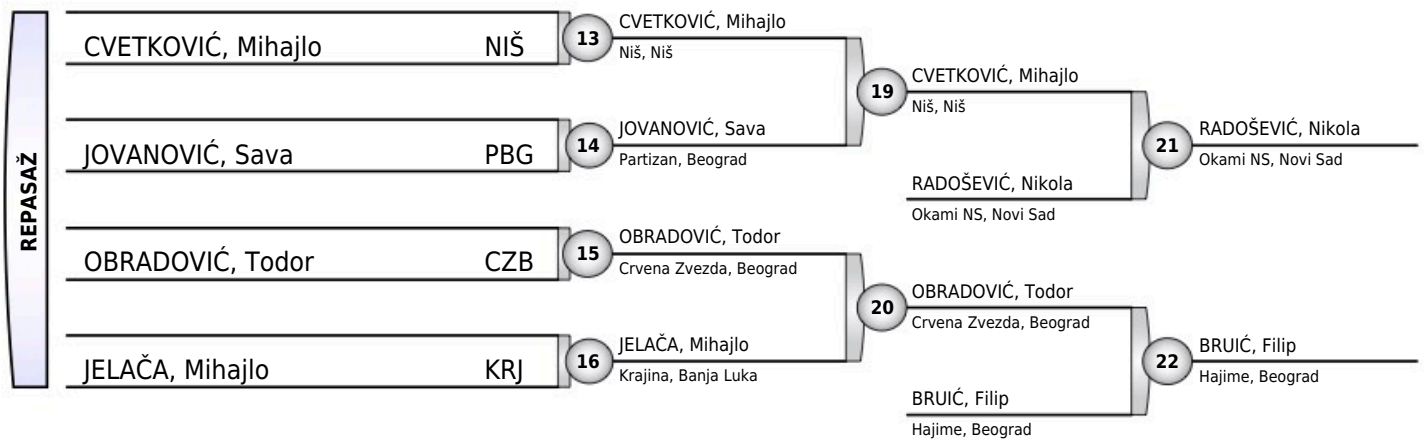 REPASAŽ
CVETKOVIĆ, Mihajlo NIŠ
13
CVETKOVIĆ, Mihajlo
Niš, Niš
JOVANOVIĆ, Sava PBG
14
JOVANOVIĆ, Sava
Partizan, Beograd
19
CVETKOVIĆ, Mihajlo
Niš, Niš
RADOŠEVIĆ, Nikola
Okami NS, Novi Sad
21
RADOŠEVIĆ, Nikola
Okami NS, Novi Sad
OBRADOVIĆ, Todor CZB
15
OBRADOVIĆ, Todor
Crvena Zvezda, Beograd
JELAČA, Mihajlo KRJ
16
JELAČA, Mihajlo
Krajina, Banja Luka
20
OBRADOVIĆ, Todor
Crvena Zvezda, Beograd
BRUIĆ, Filip
Hajime, Beograd
22
BRUIĆ, Filip
Hajime, Beograd